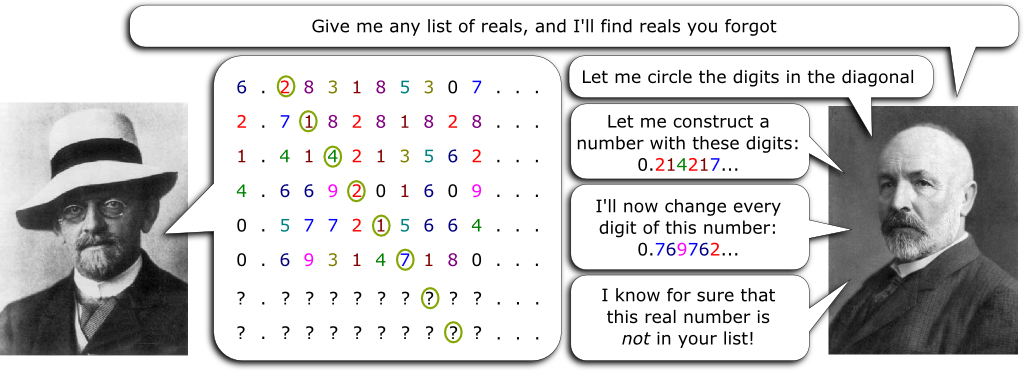 Give me any list of reals, and I'll find reals you forgot
6 . 2 8 3 1 8 5 3 0 7 . . .
2 . 7 1 8 2 8 1 8 2 8 . . .
1 . 4 1 4 2 1 3 5 6 2 . . .
4 . 6 6 9 2 0 1 6 0 9 . . .
0 . 5 7 7 2 1 5 6 6 4 . . .
0 . 6 9 3 1 4 7 1 8 0 . . .
? . ? ? ? ? ? ? ? ? ? . . .
? . ? ? ? ? ? ? ? ? ? . . .
Let me circle the digits in the diagonal
Let me construct a
number with these digits:
0.214217...
I'll now change every
digit of this number:
0.769762...
I know for sure that
this real number is
not in your list!